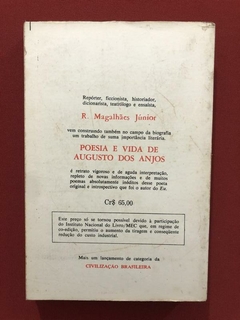 Repórter, ficcionista, historiador,
dicionarista, teatrólogo e ensaísta,
R. Magalhães Júnior
vem construindo também no campo da biografia
um trabalho de suma importância literária.
POESIA E VIDA DE
AUGUSTO DOS ANJOS
é retrato vigoroso e de aguda interpretação,
repleto de novas informações e de muitos
poemas absolutamente inéditos desse poeta
original e introspectivo que foi o autor do Eu.
Cr$ 65,00
Este preço só se tornou possível devido à participação
do Instituto Nacional do Livro/MEC que, em regime de
co-edição, permitiu o aumento da tiragem e conseqüente
redução do custo industrial.
Mais um lançamento de categoria da
CIVILIZAÇÃO BRASILEIRA